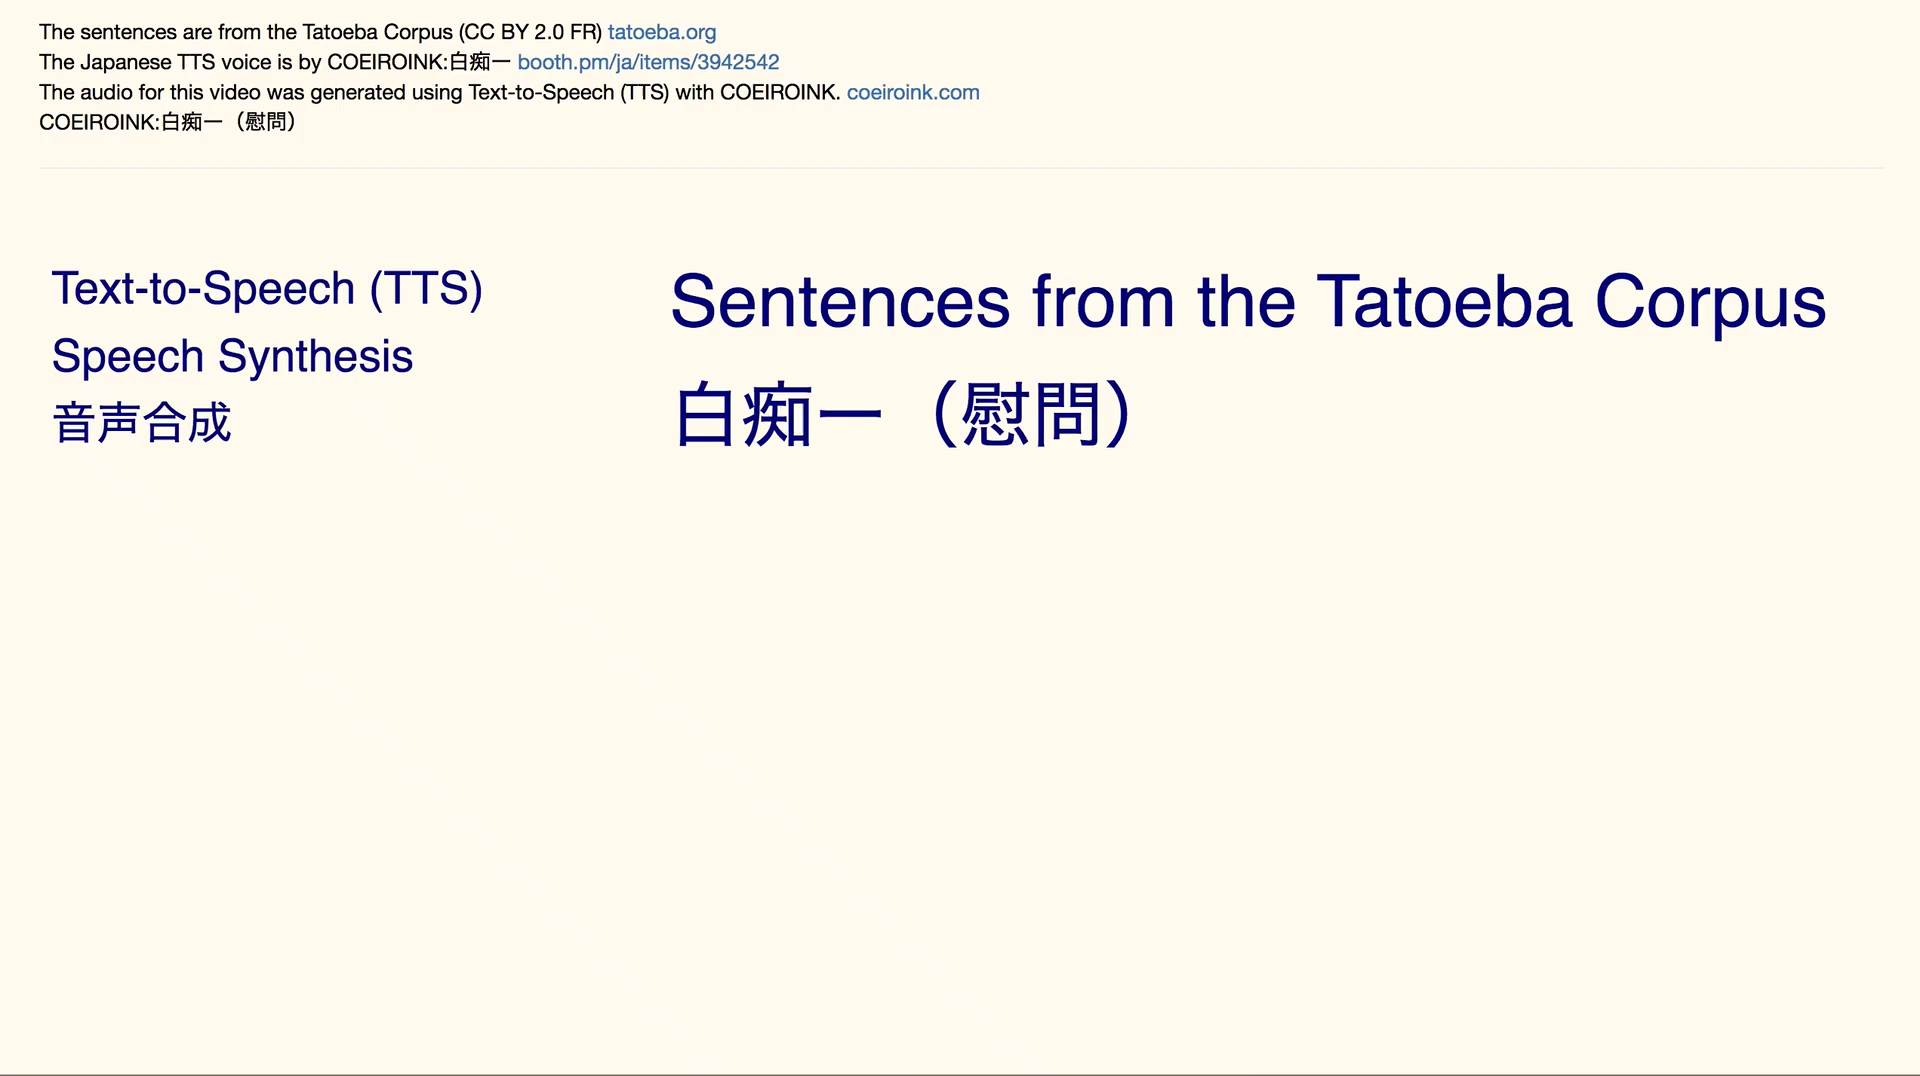 The sentences are from the Tatoeba Corpus (CC BY 2.0 FR) tatoeba.org
The Japanese TTS voice is by COEIROINK:白痴一 booth.pm/ja/items/3942542
The audio for this video was generated using Text-to-Speech (TTS) with COEIROINK. coeiroink.com
COEIROINK:白痴一（慰問）
Text-to-Speech (TTS)
Speech Synthesis
音声合成
Sentences from the Tatoeba Corpus
白痴一（慰問）